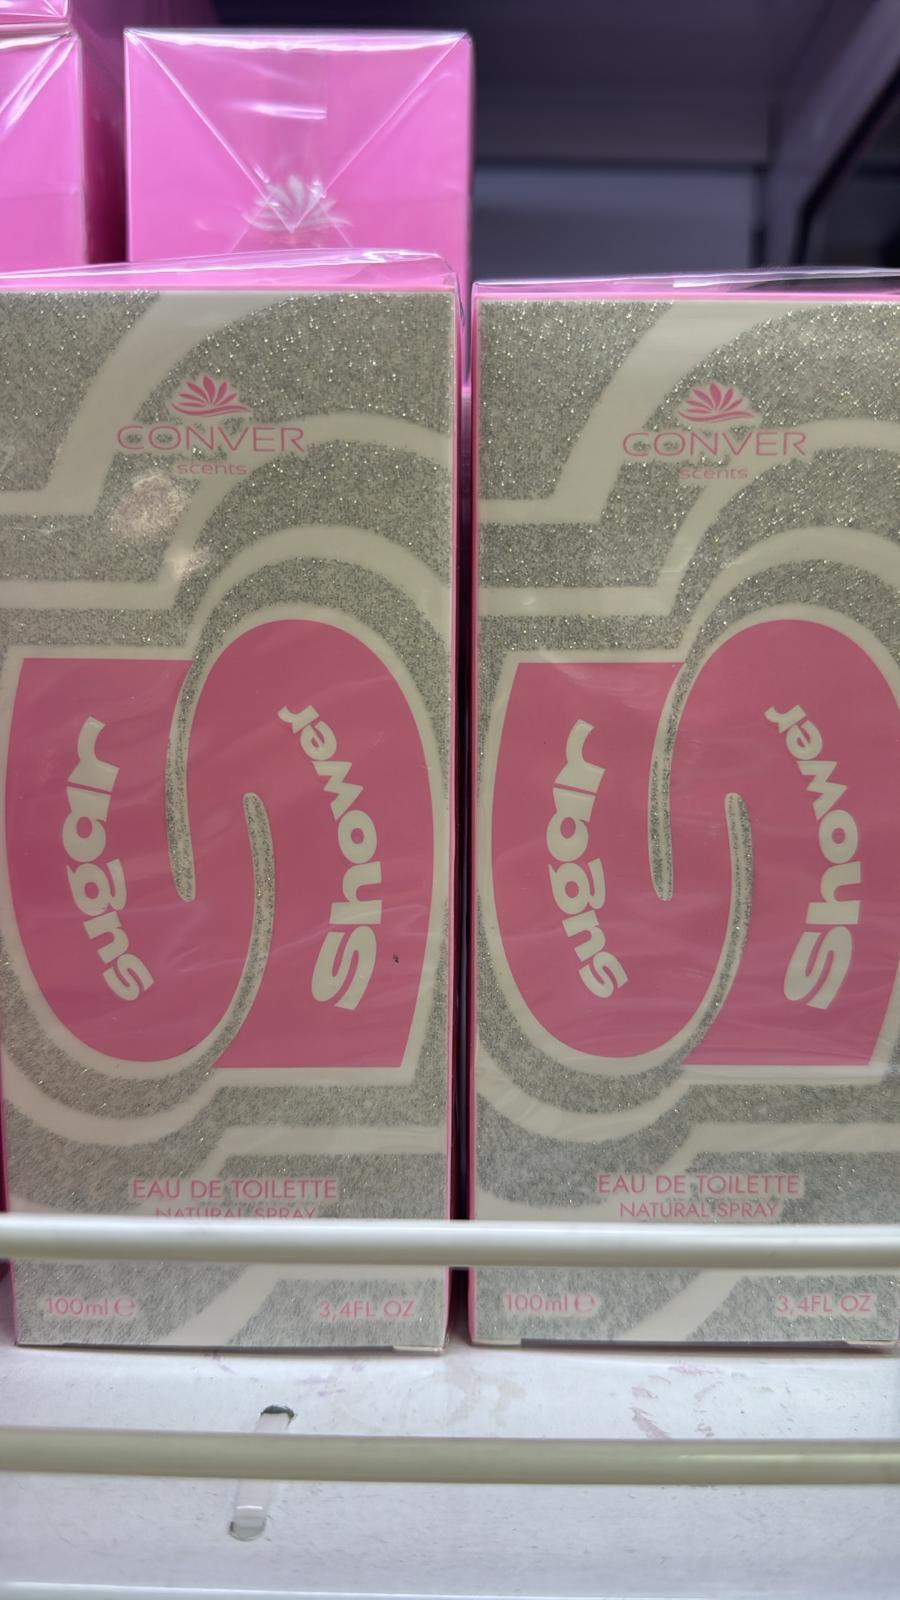 CONVER
scents
sugar
Shower
EAU DE TOILETTE
NATURAL SPRAY
100ml e
3,4FL OZ
CONVER
scents
sugar
Shower
EAU DE TOILETTE
NATURAL SPRAY
100ml e
3,4FL OZ